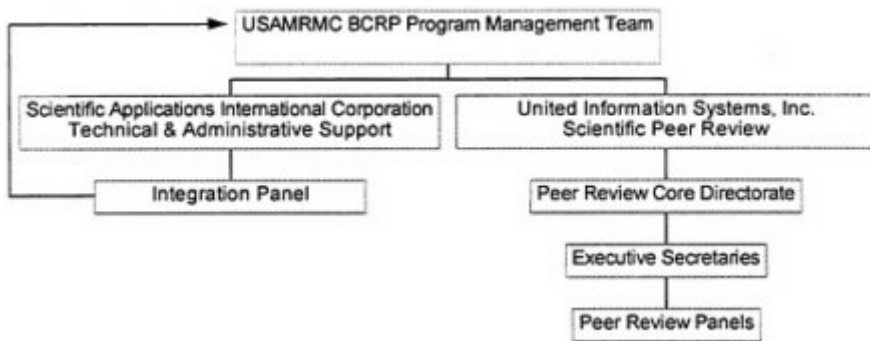 USAMRMC BCRP Program Management Team
Scientific Applications International Corporation
Technical & Administrative Support
United Information Systems, Inc.
Scientific Peer Review
Integration Panel
Peer Review Core Directorate
Executive Secretaries
Peer Review Panels